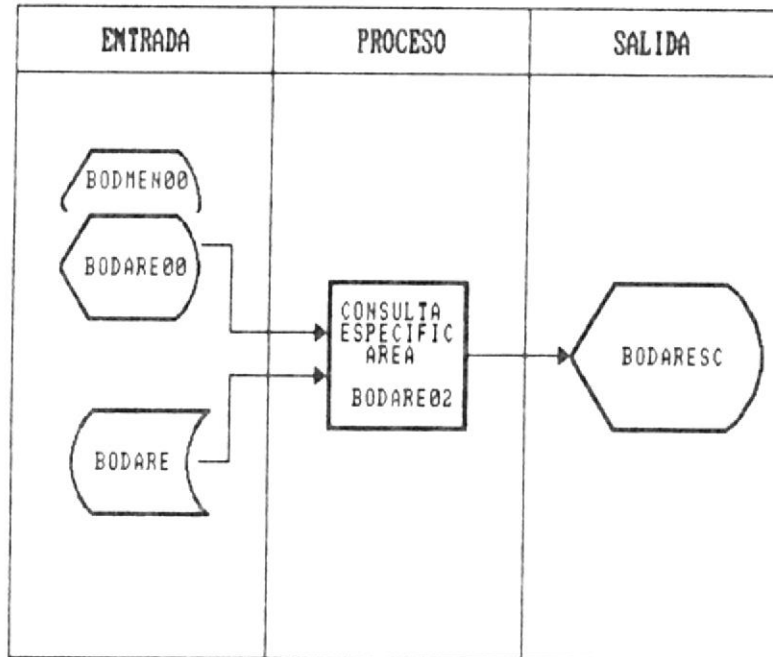 ENTRADA
PROCESO
SALIDA
BODMEN00
BODARE00
BODARE
CONSULTA
ESPECIFIC
AREA
BODARE02
BODARESC